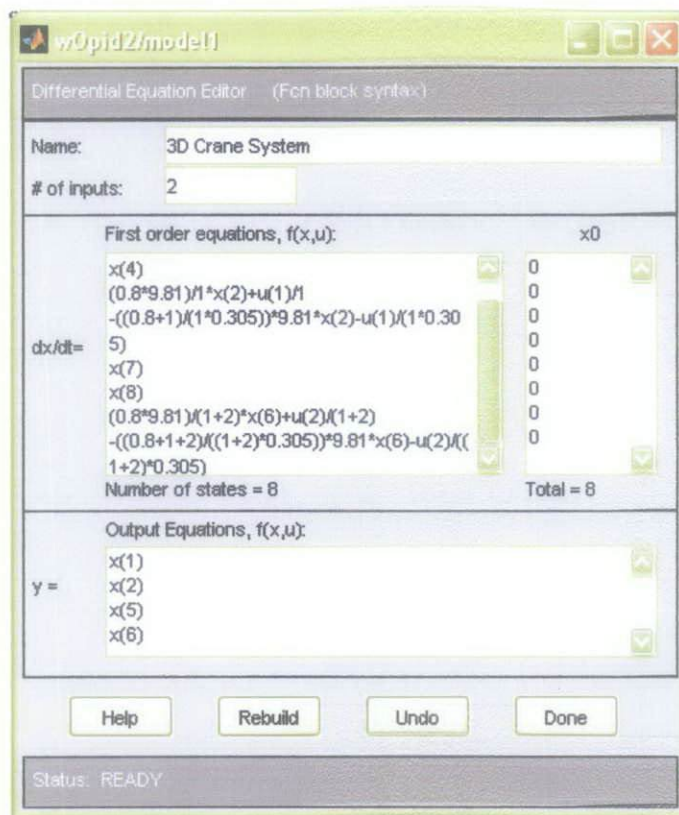 w0pid2/model1
Differential Equation Editor (Fcn block syntax)
Name: 3D Crane System
# of inputs: 2
First order equations, f(x,u): x0
dx/dt=
x(4)
(0.8*9.81)/1*x(2)+u(1)/1
-((0.8+1)/(1*0.305))*9.81*x(2)-u(1)/(1*0.30
5)
x(7)
x(8)
(0.8*9.81)/(1+2)*x(6)+u(2)/(1+2)
-((0.8+1+2)/((1+2)*0.305))*9.81*x(6)-u(2)/((
1+2)*0.305)
0
0
0
0
0
0
0
0
Number of states = 8 Total = 8
Output Equations, f(x,u):
y =
x(1)
x(2)
x(5)
x(6)
Help Rebuild Undo Done
Status: READY